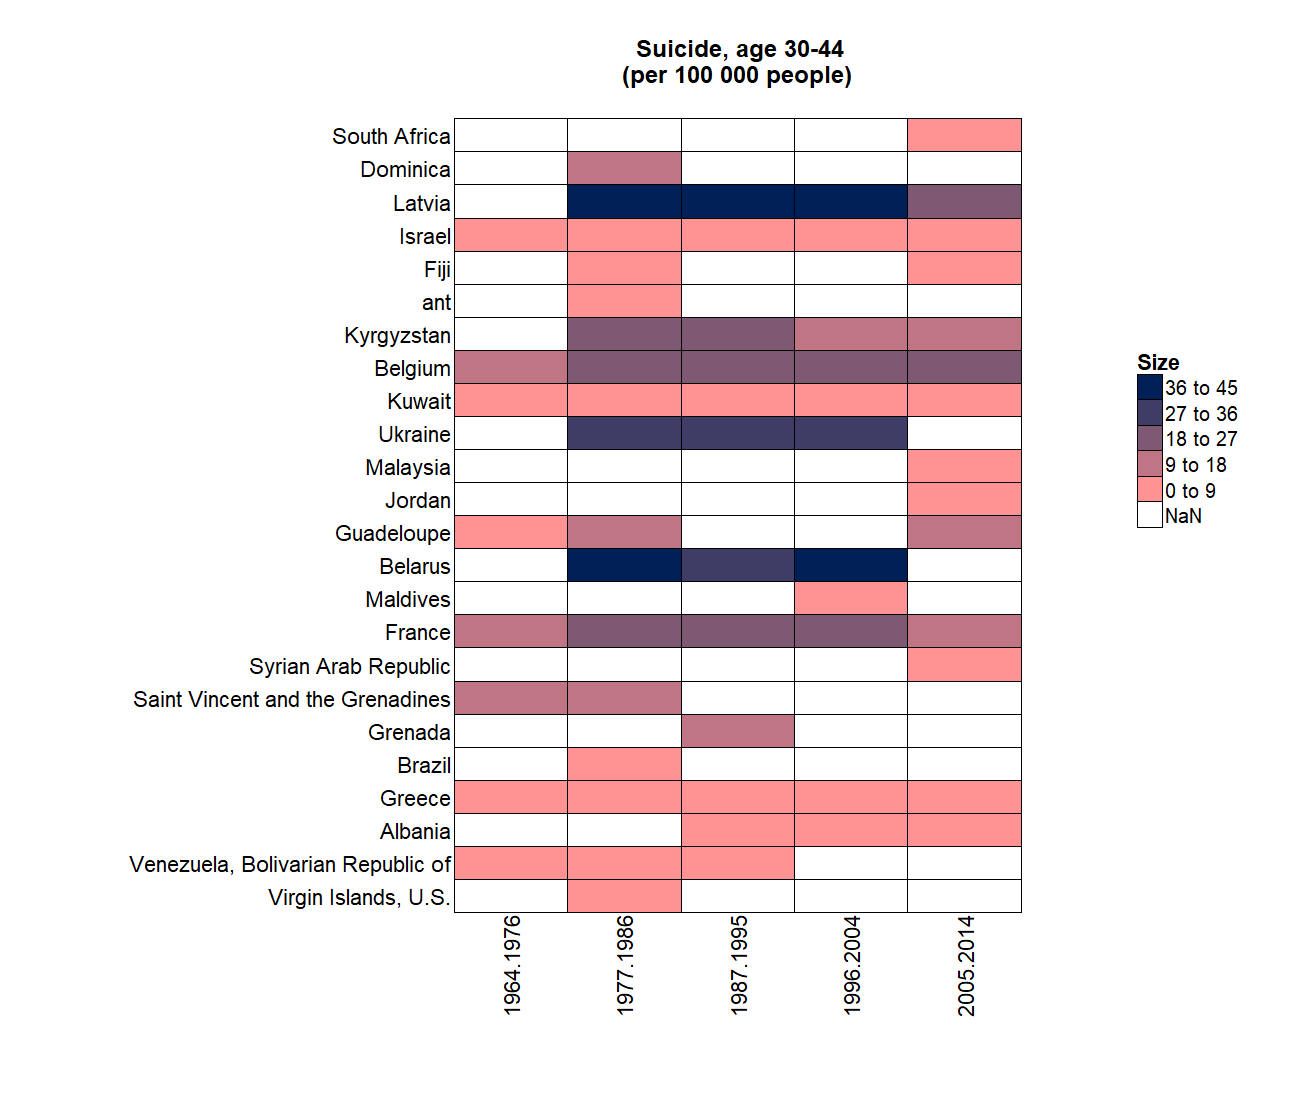 Suicide, age 30-44
(per 100 000 people)
South Africa
Dominica
Latvia
Israel
Fiji
ant
Kyrgyzstan
Belgium
Kuwait
Ukraine
Malaysia
Jordan
Guadeloupe
Belarus
Maldives
France
Syrian Arab Republic
Saint Vincent and the Grenadines
Grenada
Brazil
Greece
Albania
Venezuela, Bolivarian Republic of
Virgin Islands, U.S.
1964.1976
1977.1986
1987.1995
1996.2004
2005.2014
Size
36 to 45
27 to 36
18 to 27
9 to 18
0 to 9
NaN